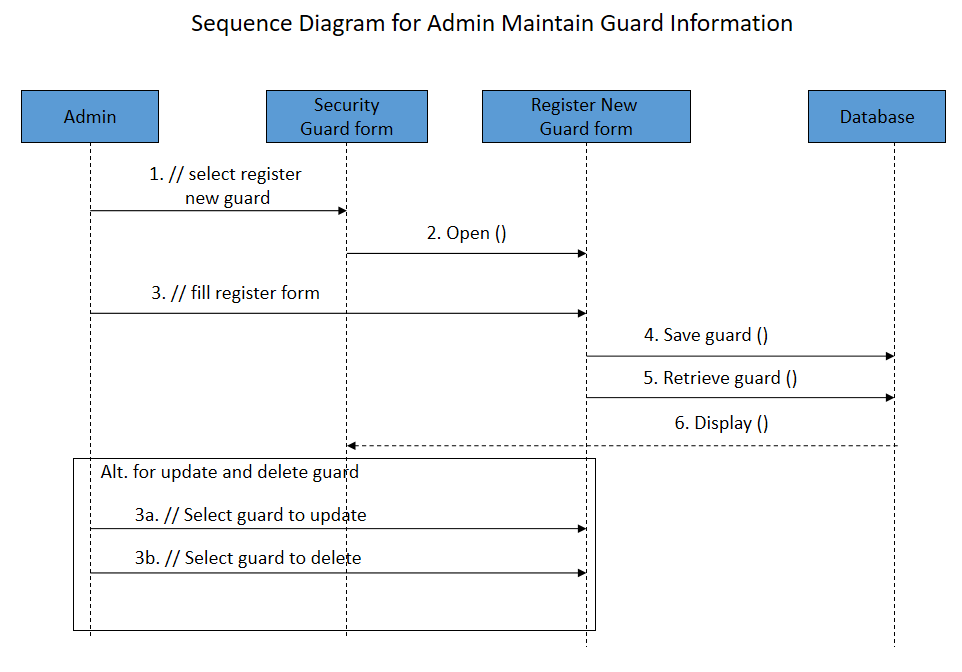 Sequence Diagram for Admin Maintain Guard Information
Admin
Security
Guard form
Register New
Guard form
Database
1. // select register
new guard
2. Open ()
3. // fill register form
4. Save guard ()
5. Retrieve guard ()
6. Display ()
Alt. for update and delete guard
3a. // Select guard to update
3b. // Select guard to delete